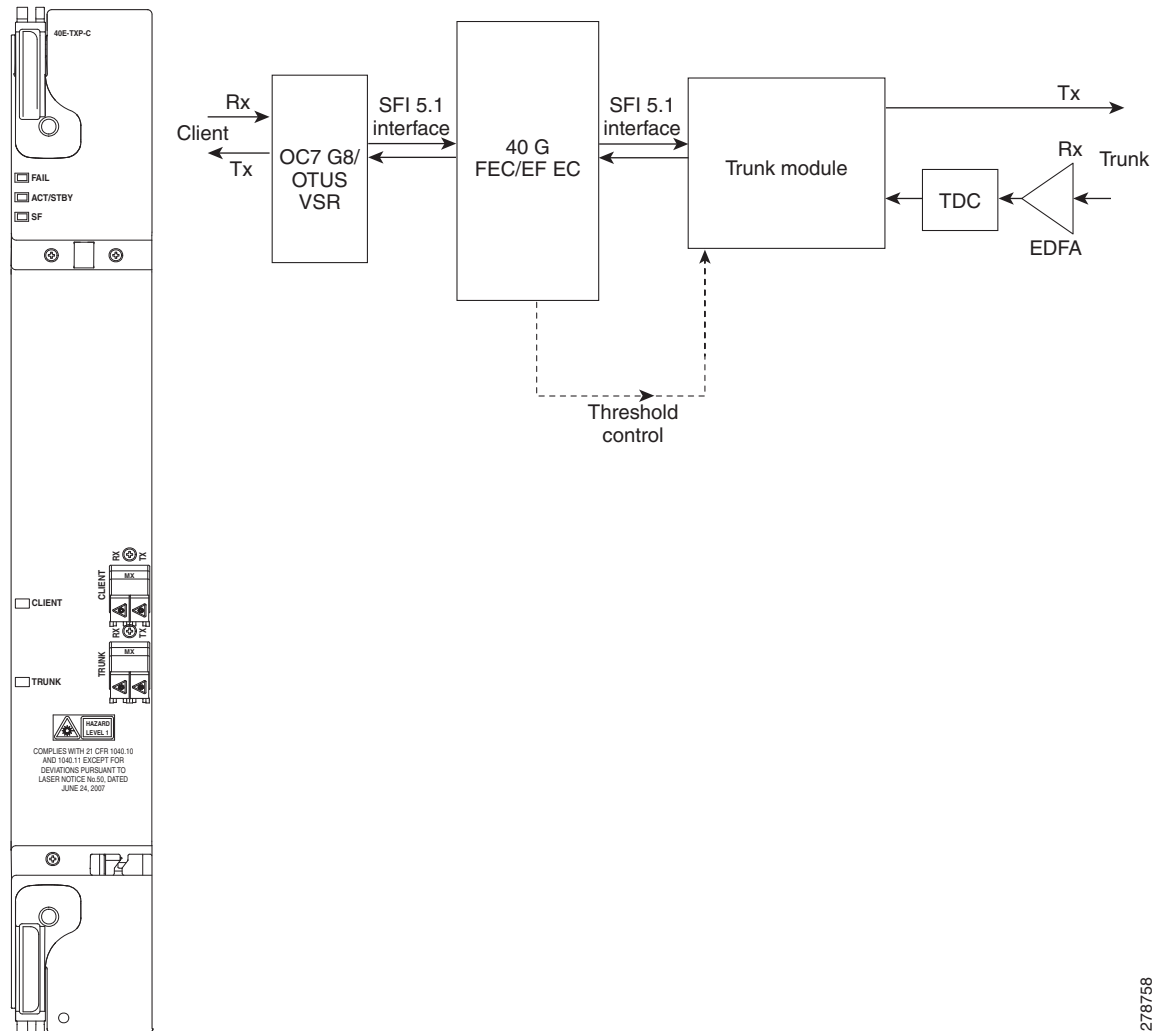 40E-TXP-C
FAIL
ACT/STBY
SF
Client
Rx
Tx
OC7 G8/
OTUS
VSR
SFI 5.1
interface
40 G
FEC/EF EC
SFI 5.1
interface
Trunk module
Tx
Rx
Trunk
TDC
EDFA
Threshold
control
RX
TX
CLIENT
MX
CLIENT
RX
TX
TRUNK
MX
TRUNK
HAZARD
LEVEL 1
COMPLIES WITH 21 CFR 1040.10
AND 1040.11 EXCEPT FOR
DEVIATIONS PURSUANT TO
LASER NOTICE No.50, DATED
JUNE 24, 2007
278758